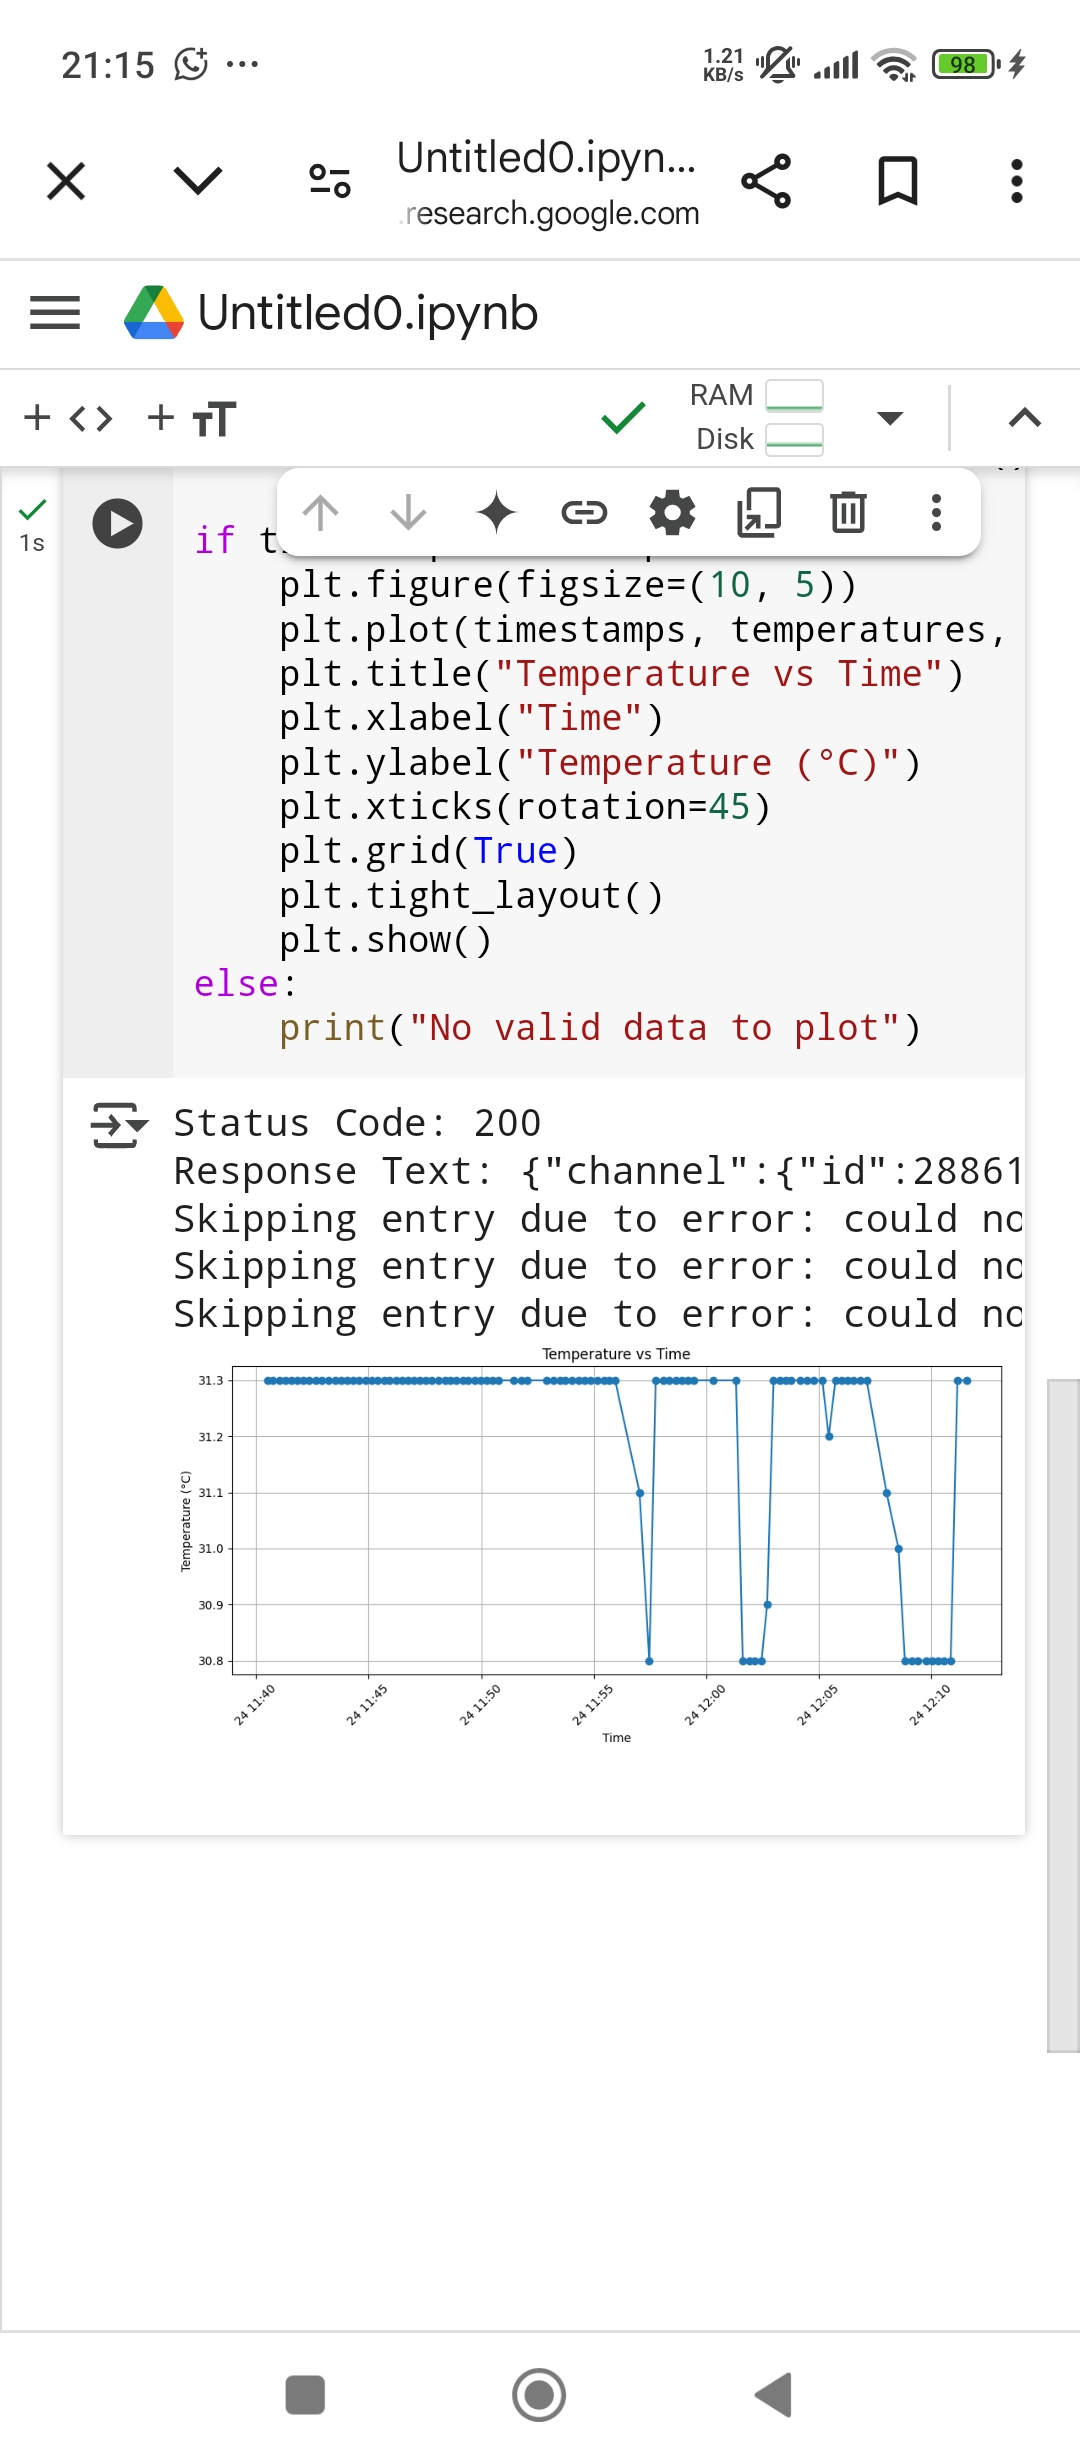 21:15
1.21
KB/s
98
Untitled0.ipyn...
.research.google.com
Untitled0.ipynb
RAM
Disk
1s
if
plt.figure(figsize=(10, 5))
plt.plot(timestamps, temperatures,
plt.title("Temperature vs Time")
plt.xlabel("Time")
plt.ylabel("Temperature (°C)")
plt.xticks(rotation=45)
plt.grid(True)
plt.tight_layout()
plt.show()
else:
print("No valid data to plot")
Status Code: 200
Response Text: {"channel":{"id":28861
Skipping entry due to error: could no
Skipping entry due to error: could no
Skipping entry due to error: could no
Temperature vs Time
31.3
31.2
31.1
31.0
30.9
30.8
Temperature (°C)
24 11:40
24 11:45
24 11:50
24 11:55
24 12:00
24 12:05
24 12:10
Time